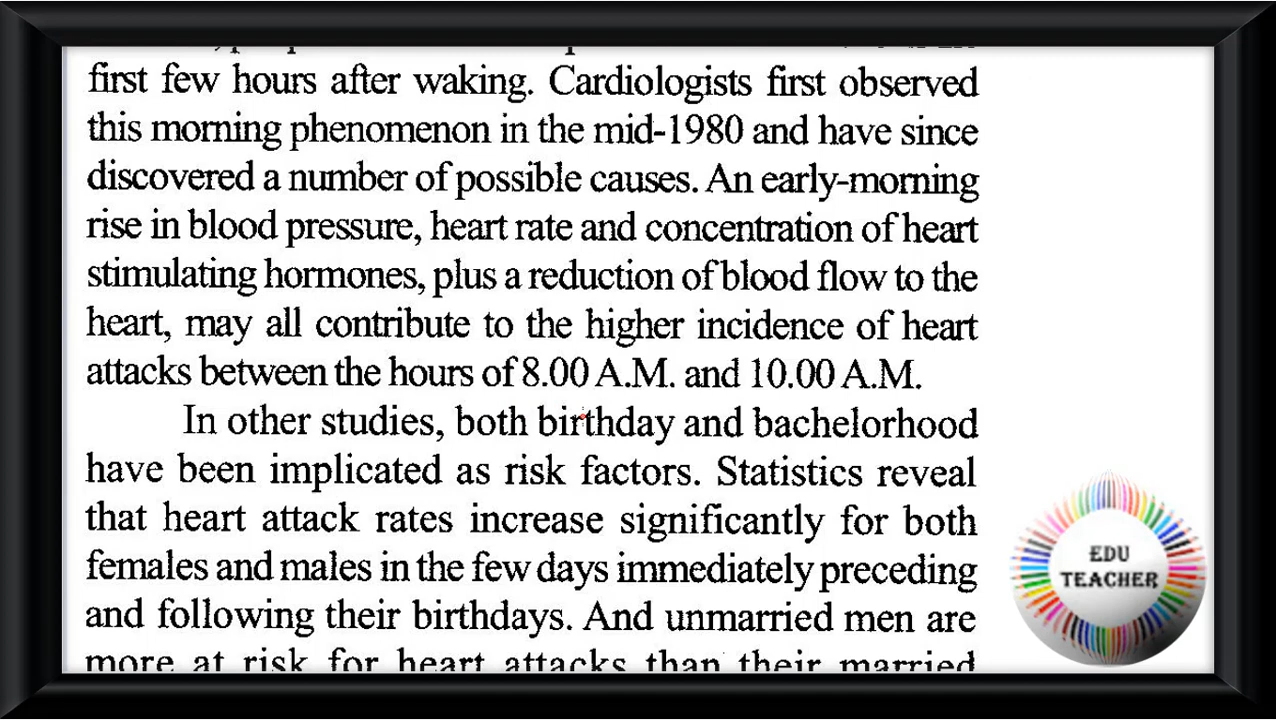 first few hours after waking. Cardiologists first observed
this morning phenomenon in the mid-1980 and have since
discovered a number of possible causes. An early-morning
rise in blood pressure, heart rate and concentration of heart
stimulating hormones, plus a reduction of blood flow to the
heart, may all contribute to the higher incidence of heart
attacks between the hours of 8.00 A.M. and 10.00 A.M.
In other studies, both birthday and bachelorhood
have been implicated as risk factors. Statistics reveal
that heart attack rates increase significantly for both
females and males in the few days immediately preceding
and following their birthdays. And unmarried men are
more at risk for heart attacks than their married
EDU
TEACHER